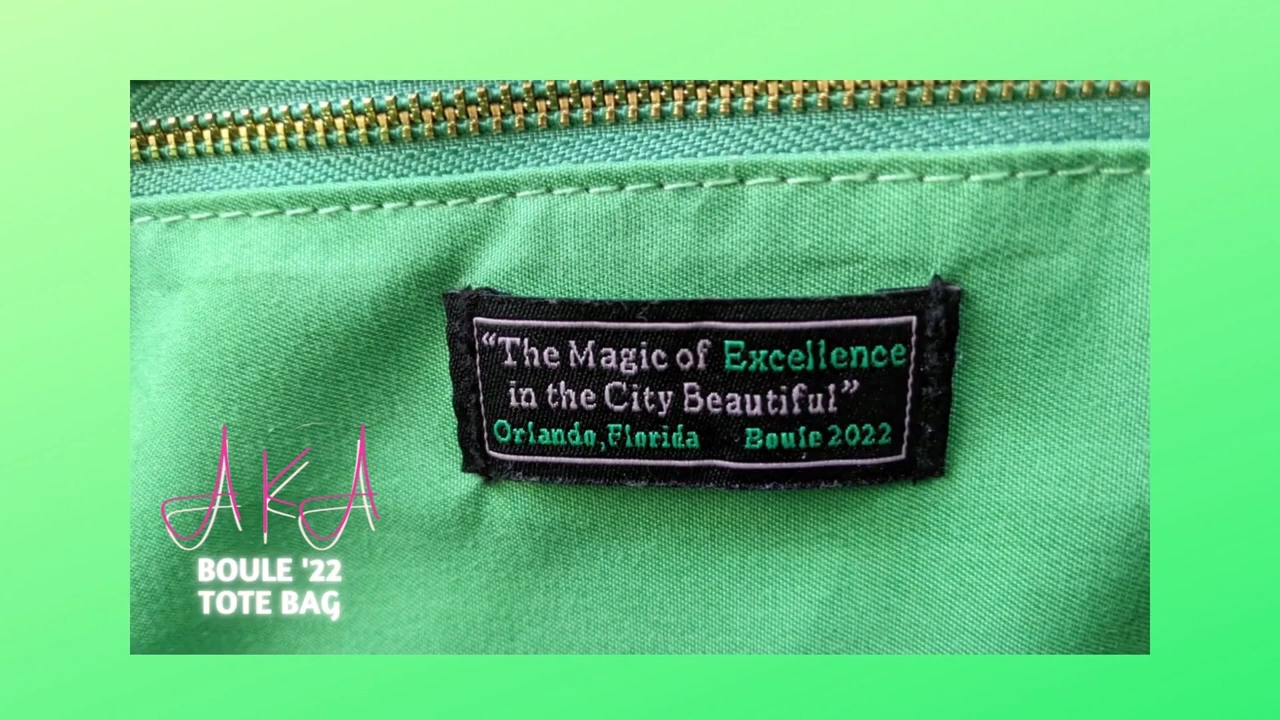 “The Magic of Excellence
in the City Beautiful”
Orlando, Florida Boule 2022
AKA
BOULE '22
TOTE BAG